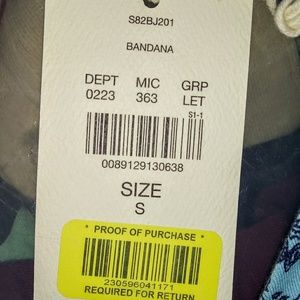 S82BJ201
BANDANA
DEPT MIC GRP
0223 363 LET
S1-1
0089129130638
SIZE
S
* PROOF OF PURCHASE *
230596041171
REQUIRED FOR RETURN